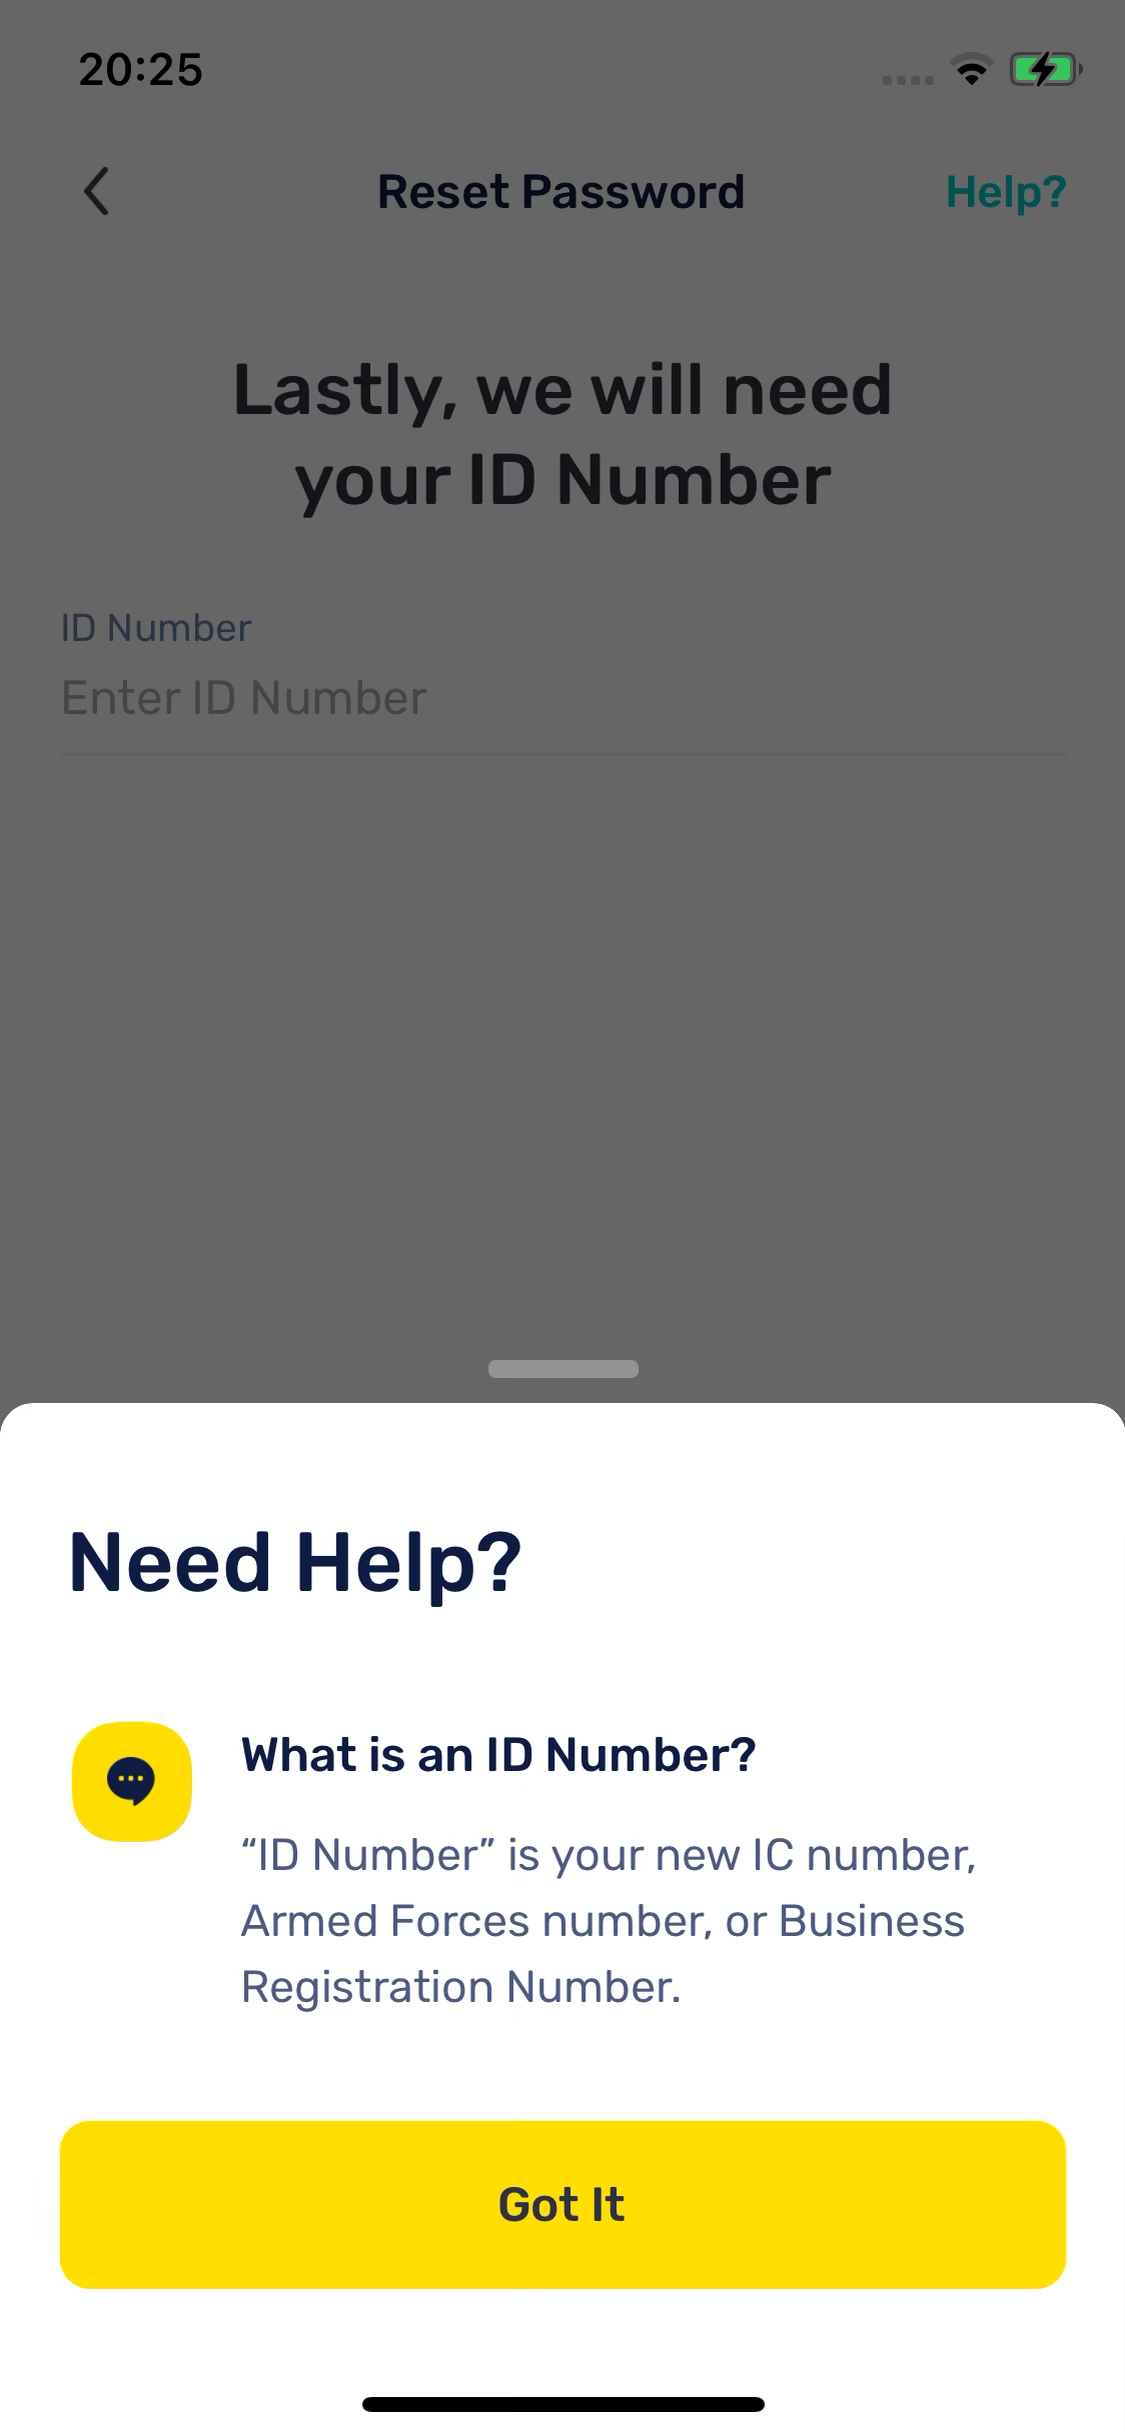 20:25
Reset Password
Help?
Lastly, we will need
your ID Number
ID Number
Enter ID Number
Need Help?
What is an ID Number?
“ID Number” is your new IC number,
Armed Forces number, or Business
Registration Number.
Got It